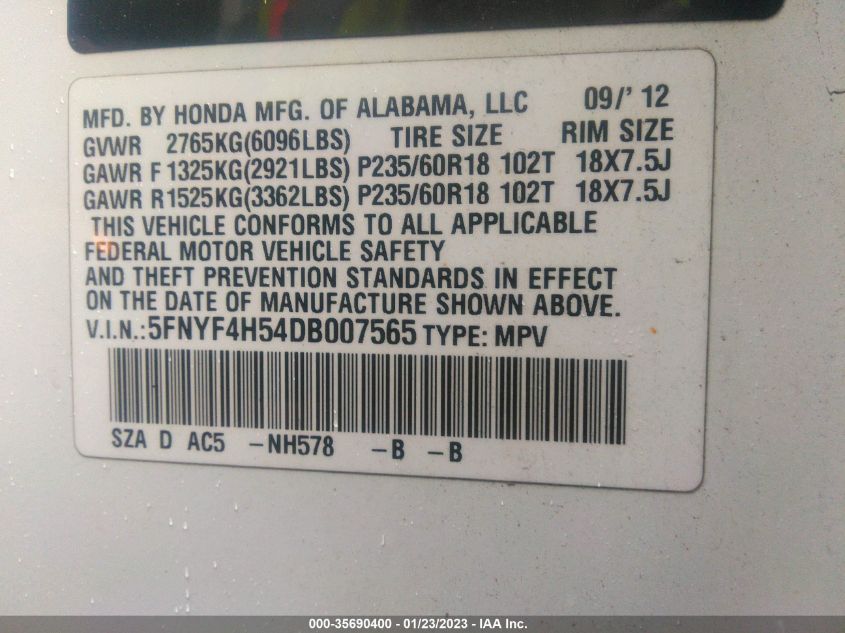 MFD. BY HONDA MFG. OF ALABAMA, LLC 09/' 12
GVWR 2765KG(6096LBS) TIRE SIZE RIM SIZE
GAWR F 1325KG(2921LBS) P235/60R18 102T 18X7.5J
GAWR R1525KG(3362LBS) P235/60R18 102T 18X7.5J
THIS VEHICLE CONFORMS TO ALL APPLICABLE
FEDERAL MOTOR VEHICLE SAFETY
AND THEFT PREVENTION STANDARDS IN EFFECT
ON THE DATE OF MANUFACTURE SHOWN ABOVE.
V.I.N.:5FNYF4H54DB007565 TYPE: MPV
SZA D AC5 -NH578 -B -B
000-35690400 - 01/23/2023 - IAA Inc.